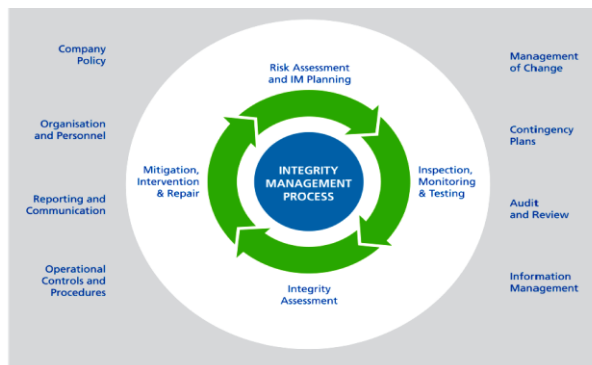 Company
Policy
Organisation
and Personnel
Reporting and
Communication
Operational
Controls and
Procedures
Risk Assessment
and IM Planning
Mitigation,
Intervention
& Repair
INTEGRITY
MANAGEMENT
PROCESS
Inspection,
Monitoring
& Testing
Integrity
Assessment
Management
of Change
Contingency
Plans
Audit
and Review
Information
Management